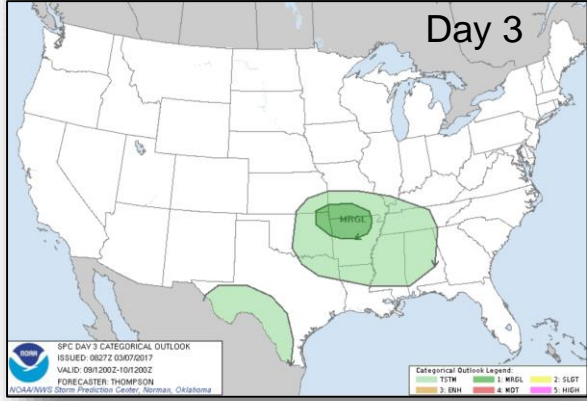 Day 3
MRGL
NOAA
SPC DAY 3 CATEGORICAL OUTLOOK
ISSUED: 0827Z 03/07/2017
VALID: 09/1200Z-10/1200Z
FORECASTER: THOMPSON
NOAA/NWS Storm Prediction Center, Norman, Oklahoma
Categorical Outlook Legend:
TSTM 1: MRGL 2: SLGT
3: ENH 4: MDT 5: HIGH